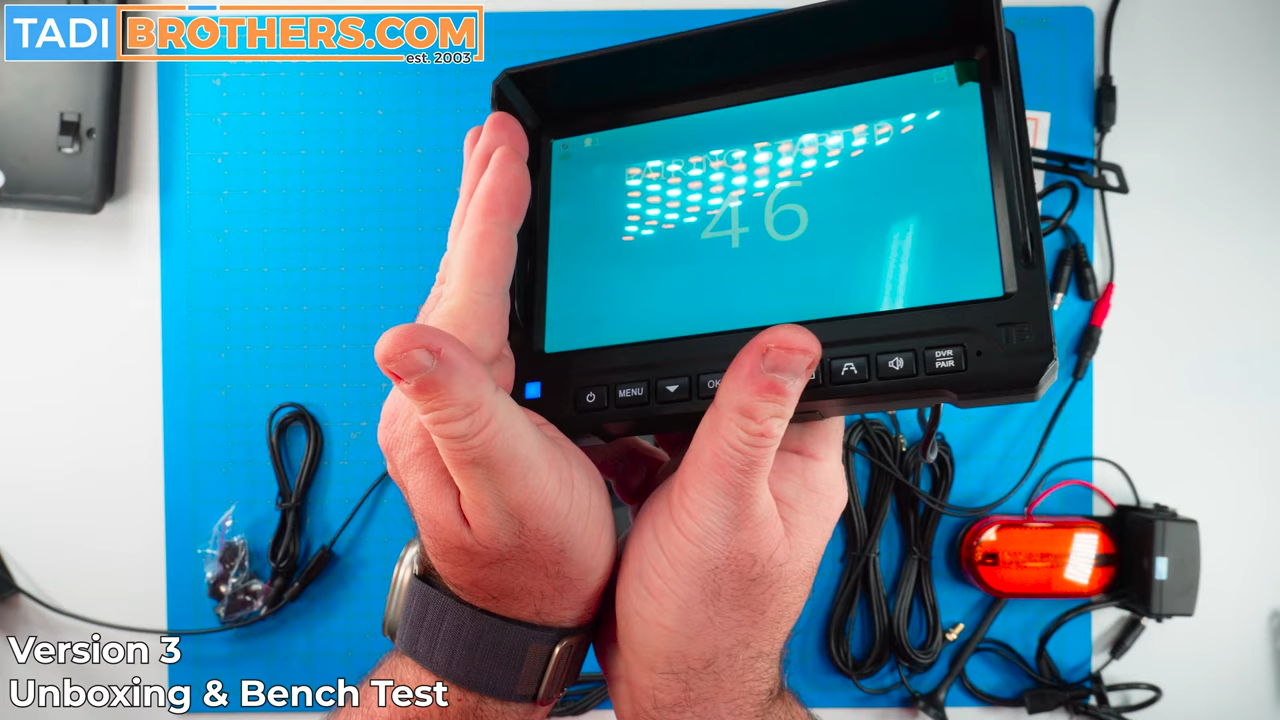 TADI BROTHERS.COM
est. 2003
PAIRING STARTED
46
MENU
OK
DVR
PAIR
Version 3
Unboxing & Bench Test